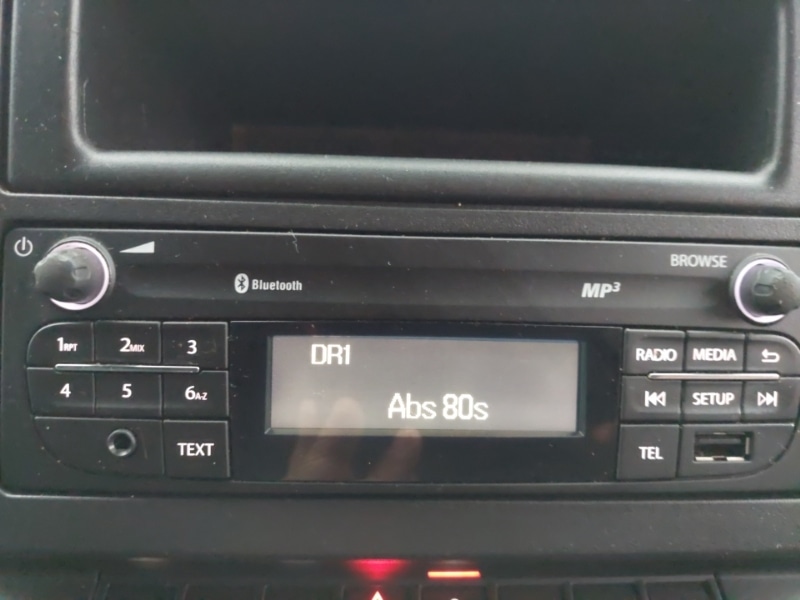 BROWSE
Bluetooth
MP3
1RPT 2MIX 3
4 5 6A-Z
TEXT
DR1
Abs 80s
RADIO MEDIA
SETUP
TEL